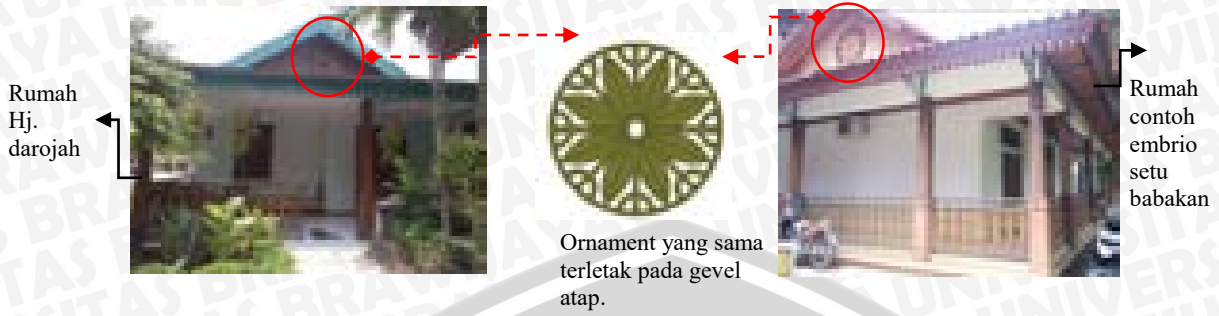 Rumah
Hj.
darojah
Ornament yang sama
terletak pada gevel
atap.
Rumah
contoh
embrio
setu
babakan